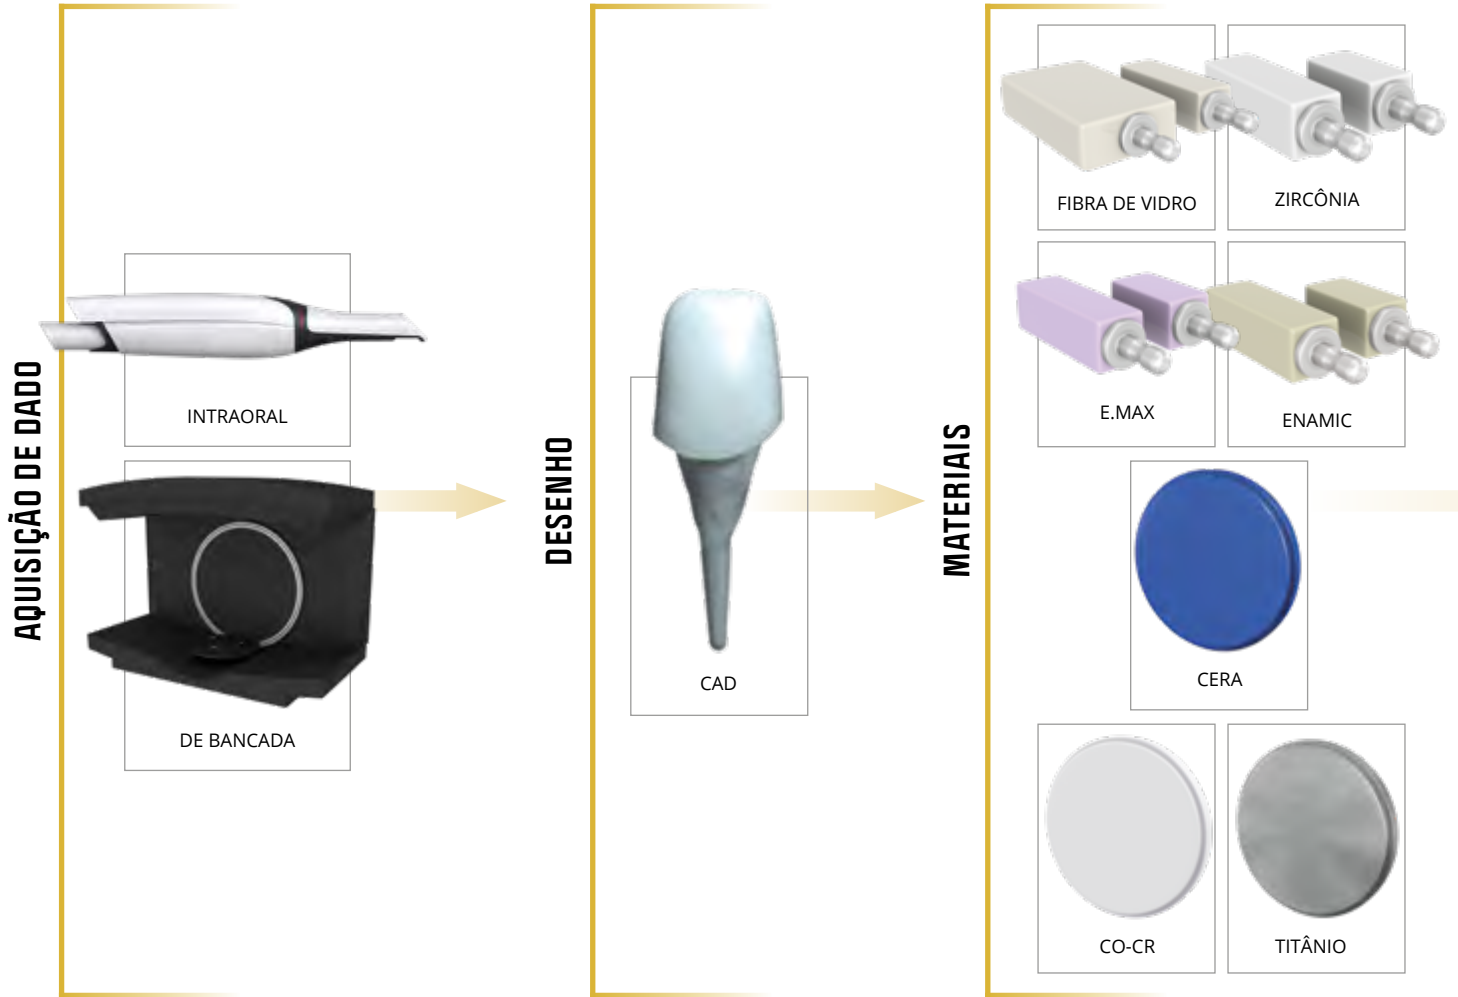 AQUISIÇÃO DE DADO
INTRAORAL
DE BANCADA
DESENHO
CAD
MATERIAIS
FIBRA DE VIDRO
ZIRCÔNIA
E.MAX
ENAMIC
CERA
CO-CR
TITÂNIO